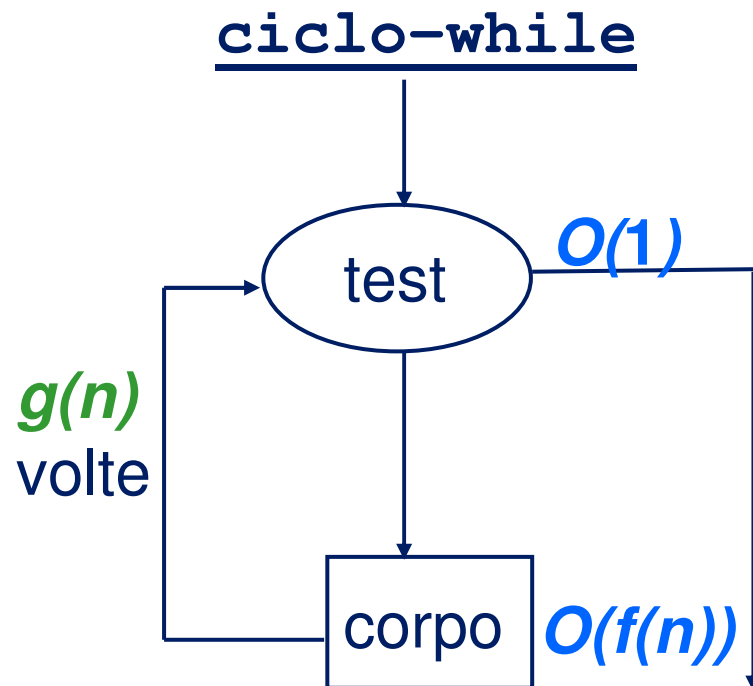 ciclo-while
O(1)
test
g(n)
volte
corpo
O(f(n))